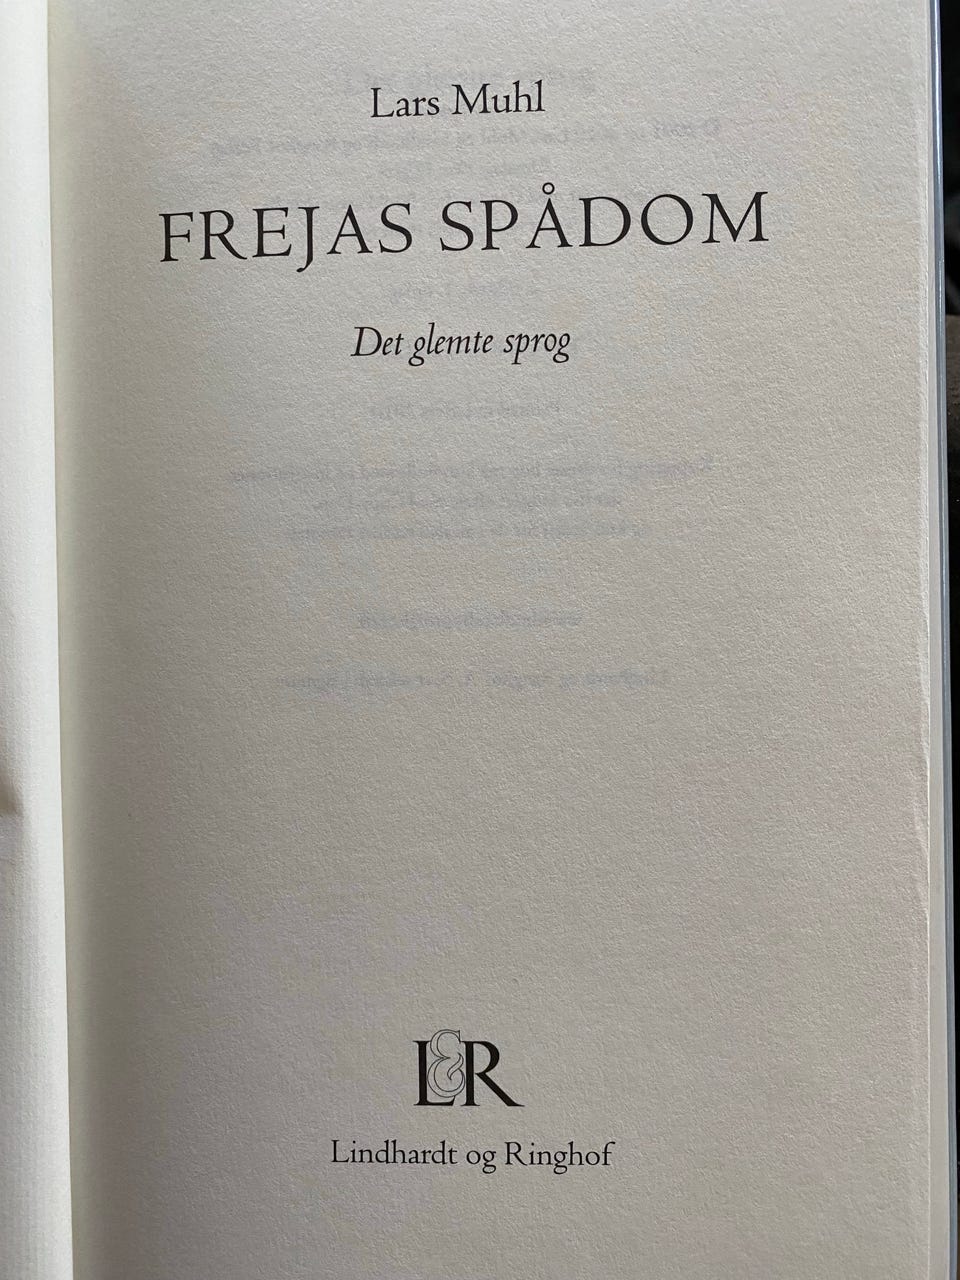 Lars Muhl
FREJAS SPÅDOM
Det glemte sprog
L&R
Lindhardt og Ringhof